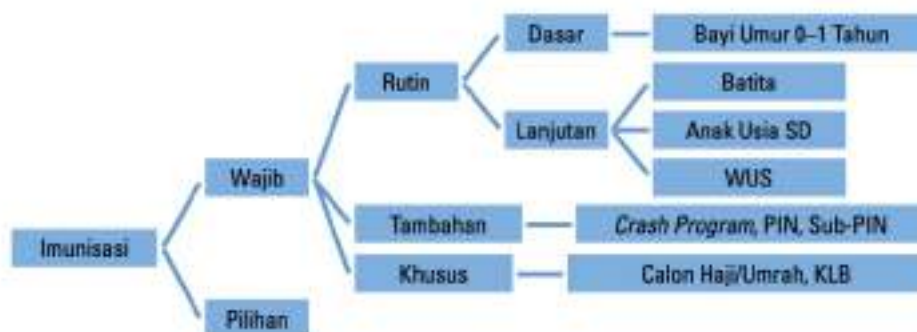 Dasar
Bayi Umur 0–1 Tahun
Rutin
Batita
Lanjutan
Anak Usia SD
Wajib
WUS
Tambahan
Crash Program, PIN, Sub-PIN
Imunisasi
Khusus
Calon Haji/Umrah, KLB
Pilihan